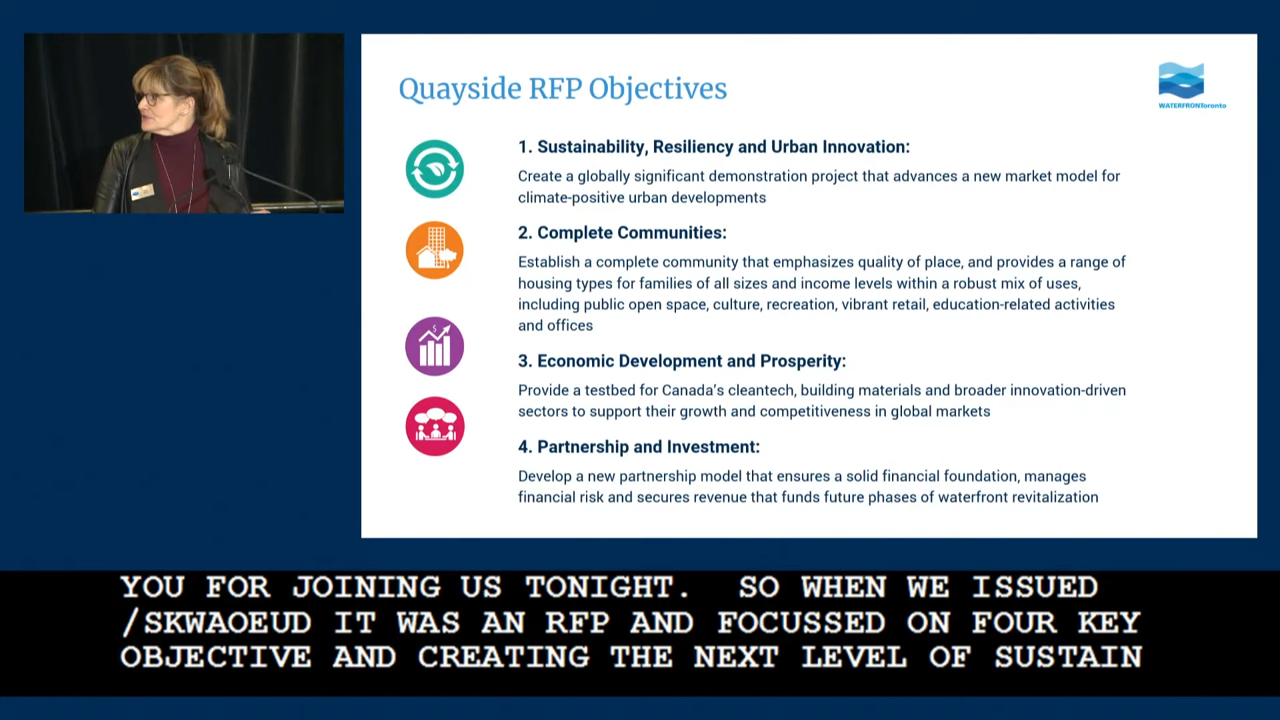 Quayside RFP Objectives
WATERFRONToronto
1. Sustainability, Resiliency and Urban Innovation:
Create a globally significant demonstration project that advances a new market model for
climate-positive urban developments
2. Complete Communities:
Establish a complete community that emphasizes quality of place, and provides a range of
housing types for families of all sizes and income levels within a robust mix of uses,
including public open space, culture, recreation, vibrant retail, education-related activities
and offices
3. Economic Development and Prosperity:
Provide a testbed for Canada's cleantech, building materials and broader innovation-driven
sectors to support their growth and competitiveness in global markets
4. Partnership and Investment:
Develop a new partnership model that ensures a solid financial foundation, manages
financial risk and secures revenue that funds future phases of waterfront revitalization
YOU FOR JOINING US TONIGHT. SO WHEN WE ISSUED
/SKWAOEUD IT WAS AN RFP AND FOCUSSED ON FOUR KEY
OBJECTIVE AND CREATING THE NEXT LEVEL OF SUSTAIN